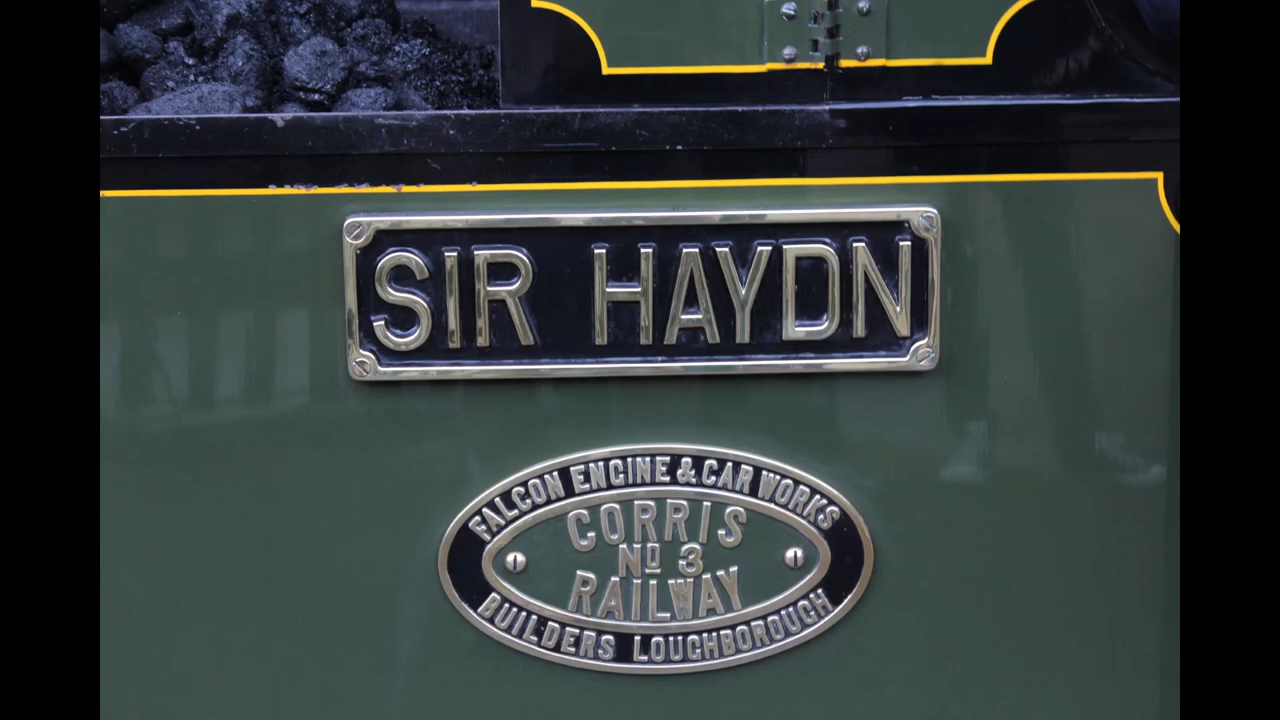 SIR HAYDN
FALCON ENGINE & CAR WORKS
CORRIS
Nº 3
RAILWAY
BUILDERS LOUGHBOROUGH